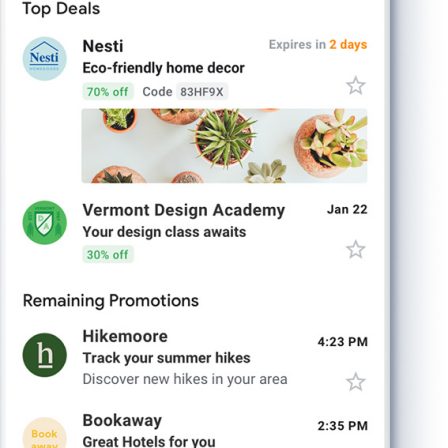 Top Deals
Nesti
Nesti
Expires in 2 days
Eco-friendly home decor
70% off
Code 83HF9X
Vermont Design Academy
Jan 22
Your design class awaits
30% off
Remaining Promotions
h
Hikemoore
4:23 PM
Track your summer hikes
Discover new hikes in your area
Book
away
Bookaway
2:35 PM
Great Hotels for you